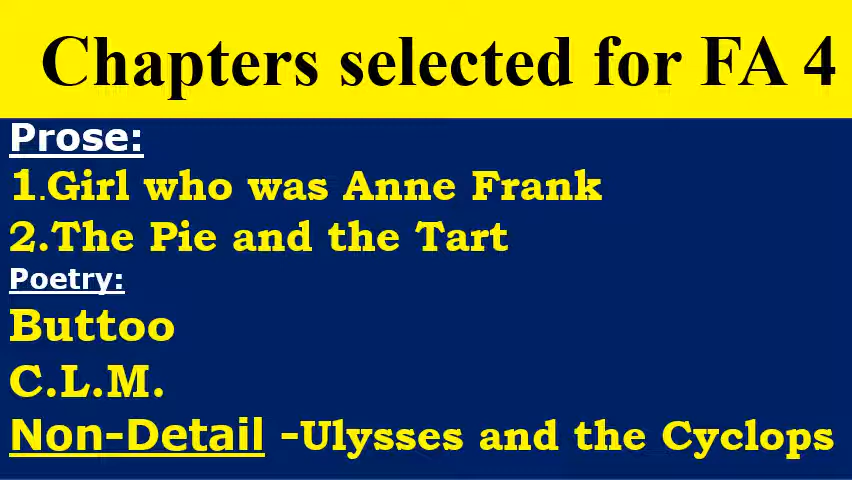 Chapters selected for FA 4
Prose:
1.Girl who was Anne Frank
2.The Pie and the Tart
Poetry:
Buttoo
C.L.M.
Non-Detail -Ulysses and the Cyclops